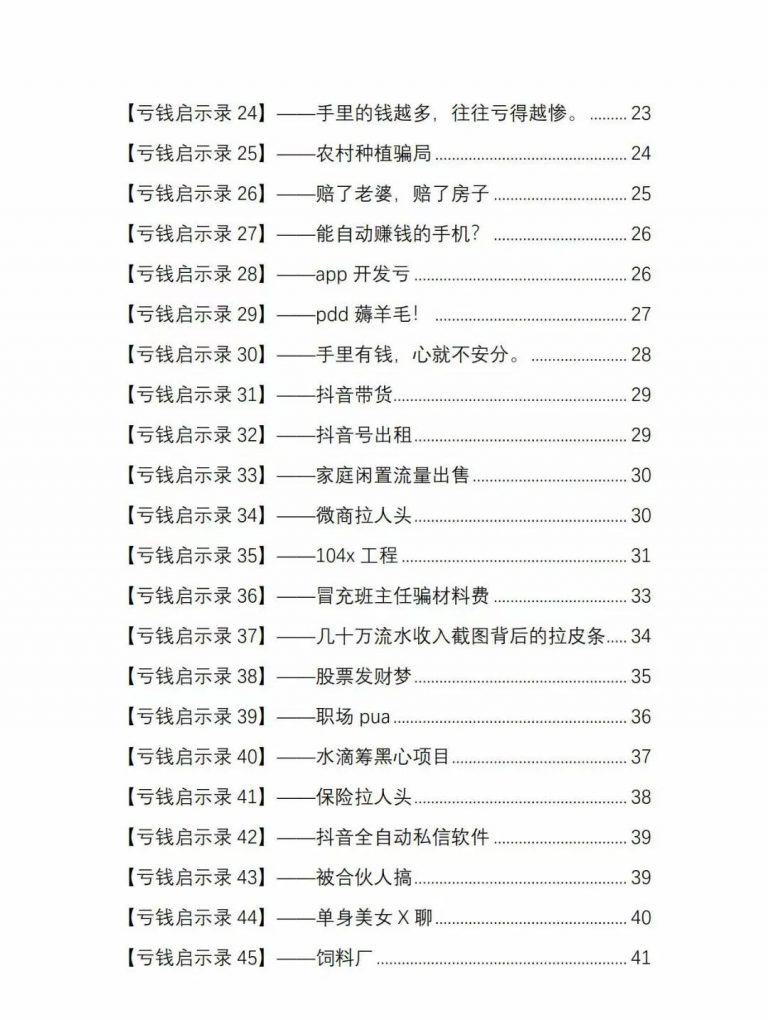 【亏钱启示录 24】——手里的钱越多，往往亏得越惨。 ......... 23
【亏钱启示录 25】——农村种植骗局 ......... 24
【亏钱启示录 26】——赔了老婆，赔了房子 ......... 25
【亏钱启示录 27】——能自动赚钱的手机？ ......... 26
【亏钱启示录 28】——app 开发亏 ......... 26
【亏钱启示录 29】——pdd 薅羊毛！ ......... 27
【亏钱启示录 30】——手里有钱，心就不安分。 ......... 28
【亏钱启示录 31】——抖音带货 ......... 29
【亏钱启示录 32】——抖音号出租 ......... 29
【亏钱启示录 33】——家庭闲置流量出售 ......... 30
【亏钱启示录 34】——微商拉人头 ......... 30
【亏钱启示录 35】——104x 工程 ......... 31
【亏钱启示录 36】——冒充班主任骗材料费 ......... 33
【亏钱启示录 37】——几十万流水收入截图背后的拉皮条..... 34
【亏钱启示录 38】——股票发财梦 ......... 35
【亏钱启示录 39】——职场 pua ......... 36
【亏钱启示录 40】——水滴筹黑心项目 ......... 37
【亏钱启示录 41】——保险拉人头 ......... 38
【亏钱启示录 42】——抖音全自动私信软件 ......... 39
【亏钱启示录 43】——被合伙人搞 ......... 39
【亏钱启示录 44】——单身美女 X 聊 ......... 40
【亏钱启示录 45】——饲料厂 ......... 41